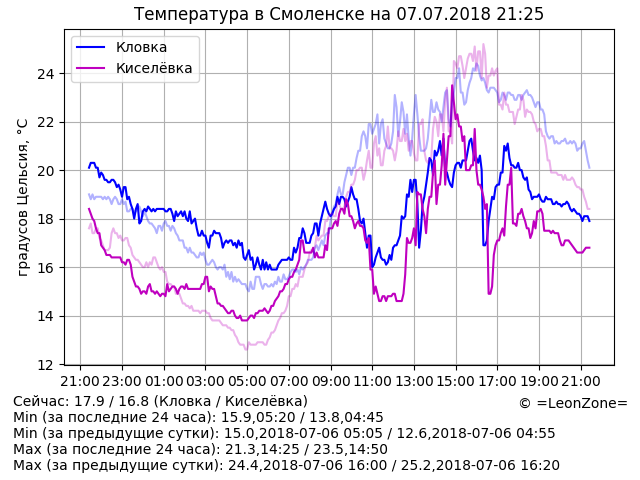 Температура в Смоленске на 07.07.2018 21:25
Кловка
Киселёвка
градусов Цельсия, °C
24
22
20
18
16
14
12
21:00 23:00 01:00 03:00 05:00 07:00 09:00 11:00 13:00 15:00 17:00 19:00 21:00
Сейчас: 17.9 / 16.8 (Кловка / Киселёвка)
© =LeonZone=
Min (за последние 24 часа): 15.9,05:20 / 13.8,04:45
Min (за предыдущие сутки): 15.0,2018-07-06 05:05 / 12.6,2018-07-06 04:55
Max (за последние 24 часа): 21.3,14:25 / 23.5,14:50
Max (за предыдущие сутки): 24.4,2018-07-06 16:00 / 25.2,2018-07-06 16:20